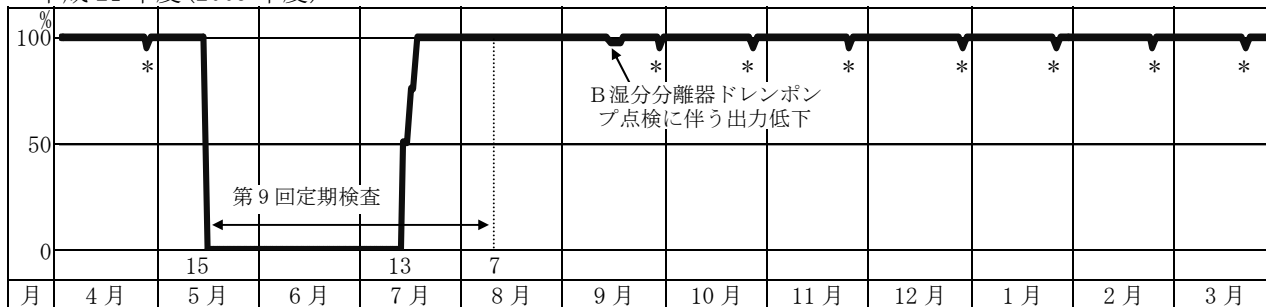 %
100
＊ ＊ ＊ ＊ ＊ ＊ ＊ ＊
B湿分分離器ドレンポン
プ点検に伴う出力低下
50
第9回定期検査
0
15 13 7
月 4月 5月 6月 7月 8月 9月 10月 11月 12月 1月 2月 3月